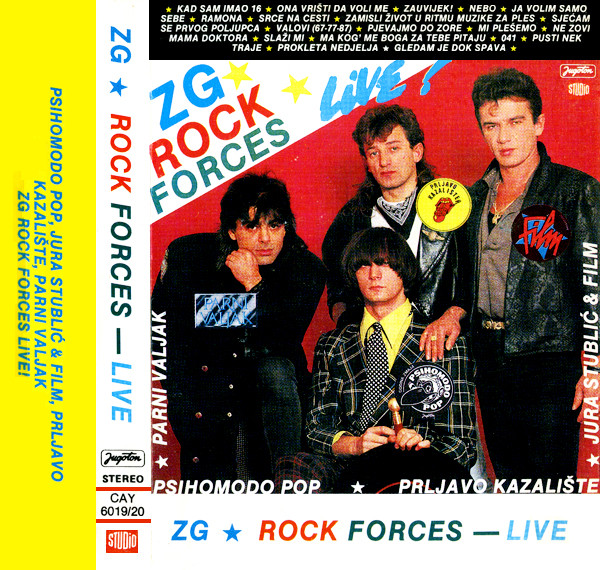 PSIHOMODO POP, JURA STUBLIĆ & FILM, PRLJAVO
KAZALIŠTE, PARNI VALJAK
ZG ROCK FORCES LIVE!
ZG ★ ROCK FORCES — LIVE
Jugoton
STEREO
CAY
6019/20
STUDIO
★ KAD SAM IMAO 16 ★ ONA VRIŠTI DA VOLI ME ★ ZAUVIJEK! ★ NEBO ★ JA VOLIM SAMO
SEBE ★ RAMONA ★ SRCE NA CESTI ★ ZAMISLI ŽIVOT U RITMU MUZIKE ZA PLES ★ SJEĆAM
SE PRVOG POLJUPCA ★ VALOVI (67-77-87) ★ PJEVAJMO DO ZORE ★ MI PLEŠEMO ★ NE ZOVI
MAMA DOKTORA ★ SLAŽI MI ★ MA KOG' ME BOGA ZA TEBE PITAJU ★ 041 ★ PUSTI NEK
TRAJE ★ PROKLETA NEDJELJA ★ GLEDAM JE DOK SPAVA ★
ZG★
ROCK
FORCES
★ LiVE!
Jugoton
STUDIO
PRLJAVO
KAZALIŠTE
FILM
PARNI
VALJAK
PSIHOMODO
POP
★ PARNI VALJAK
PSIHOMODO POP ★ PRLJAVO KAZALIŠTE ★
JURA STUBLIĆ & FILM
ZG ★ ROCK FORCES — LIVE